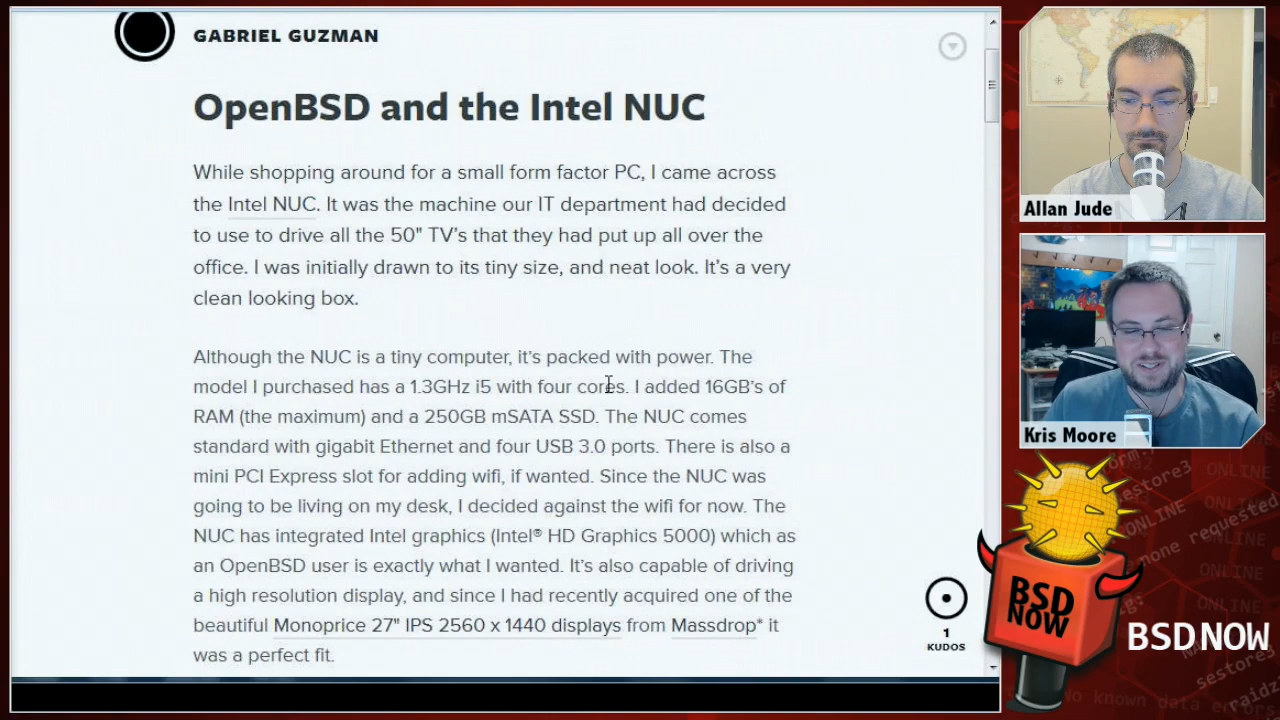 GABRIEL GUZMAN
OpenBSD and the Intel NUC
While shopping around for a small form factor PC, I came across
the Intel NUC. It was the machine our IT department had decided
to use to drive all the 50" TV’s that they had put up all over the
office. I was initially drawn to its tiny size, and neat look. It’s a very
clean looking box.
Although the NUC is a tiny computer, it’s packed with power. The
model I purchased has a 1.3GHz i5 with four cores. I added 16GB’s of
RAM (the maximum) and a 250GB mSATA SSD. The NUC comes
standard with gigabit Ethernet and four USB 3.0 ports. There is also a
mini PCI Express slot for adding wifi, if wanted. Since the NUC was
going to be living on my desk, I decided against the wifi for now. The
NUC has integrated Intel graphics (Intel® HD Graphics 5000) which as
an OpenBSD user is exactly what I wanted. It’s also capable of driving
a high resolution display, and since I had recently acquired one of the
beautiful Monoprice 27" IPS 2560 x 1440 displays from Massdrop* it
was a perfect fit.
1
KUDOS
Allan Jude
Kris Moore
BSD
NOW
BSDNOW
ONLINE
ONLINE
ONLINE
ONLINE
none requested
No known data errors